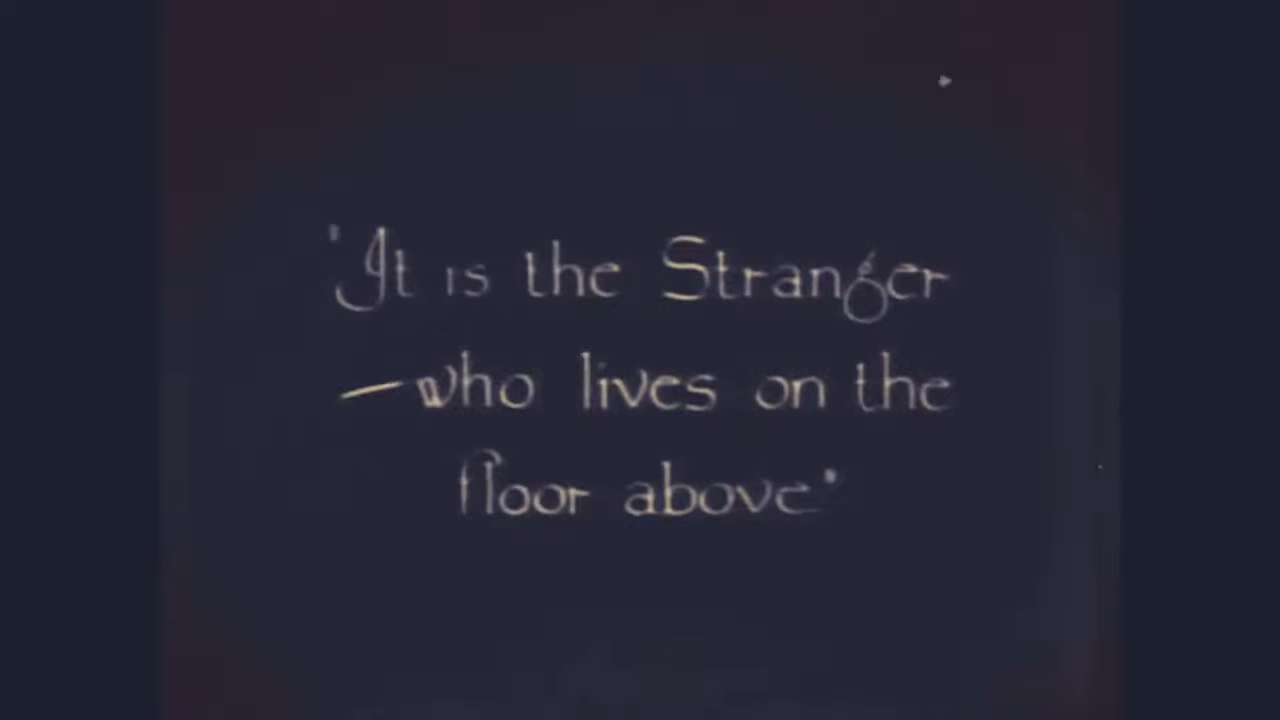 "It is the Stranger
—who lives on the
floor above"